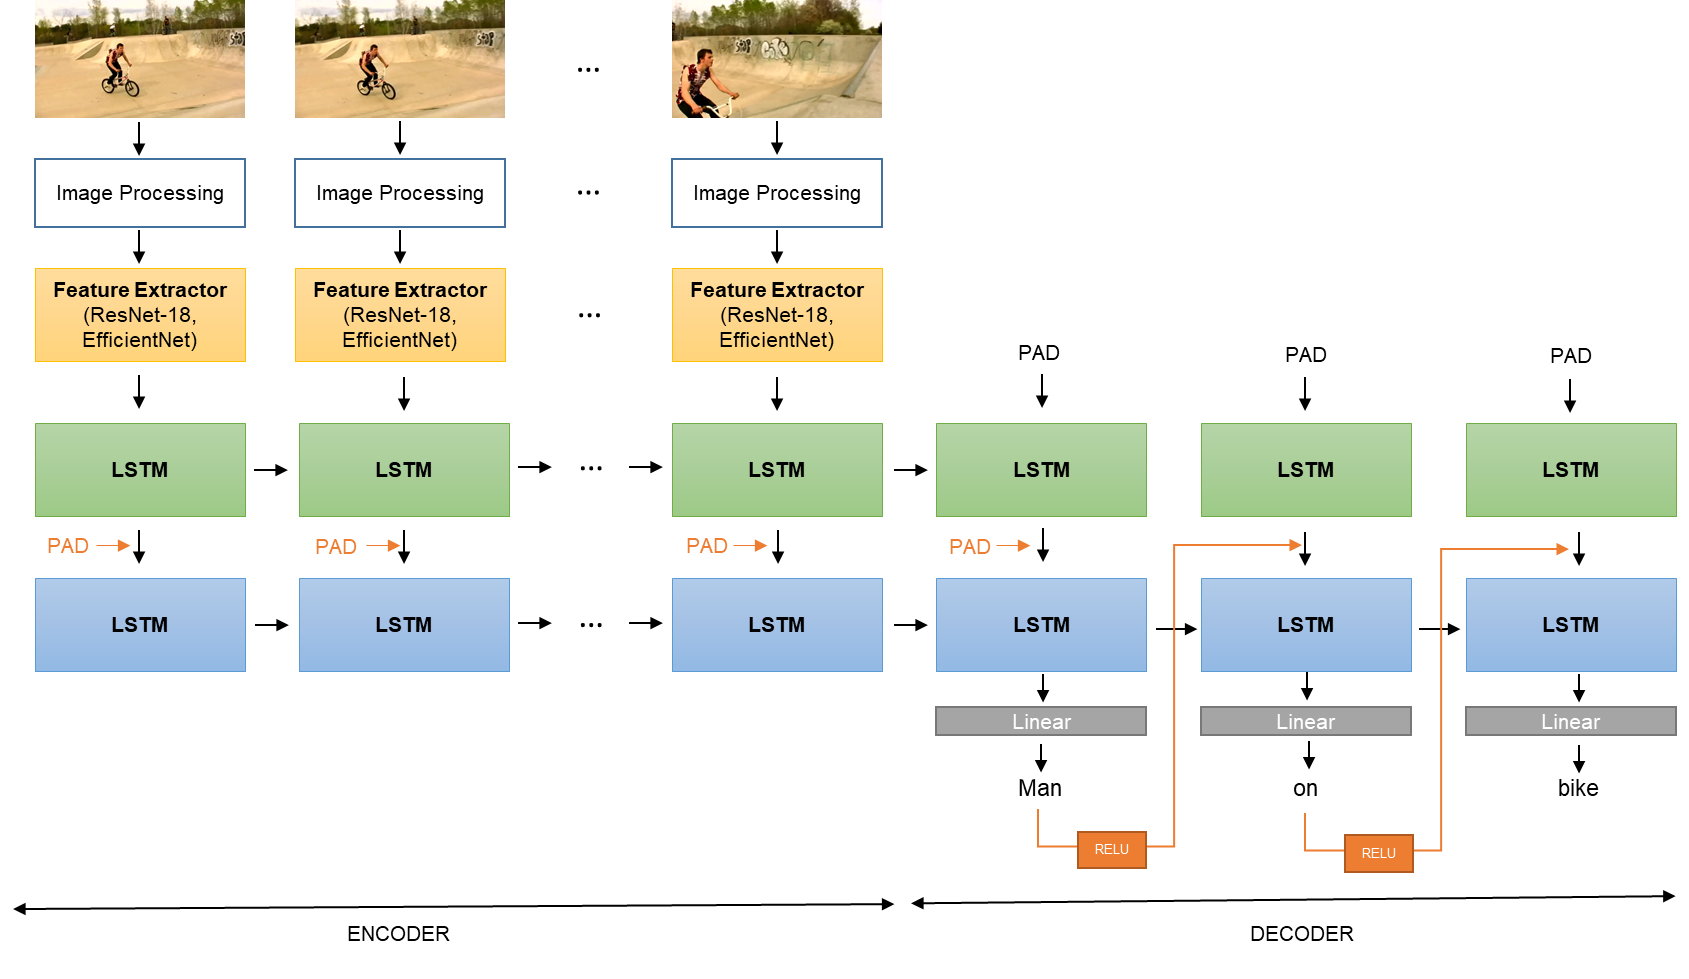 ... 
Image Processing
Image Processing
...
Image Processing
Feature Extractor
(ResNet-18,
EfficientNet)
Feature Extractor
(ResNet-18,
EfficientNet)
...
Feature Extractor
(ResNet-18,
EfficientNet)
PAD
PAD
PAD
LSTM
LSTM
...
LSTM
LSTM
LSTM
LSTM
PAD
PAD
PAD
PAD
LSTM
LSTM
...
LSTM
LSTM
LSTM
LSTM
Linear
Linear
Linear
Man
on
bike
RELU
RELU
ENCODER
DECODER